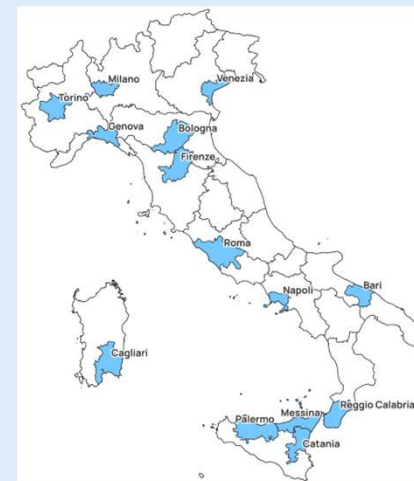 Milano
Venezia
Torino
Genova
Bologna
Firenze
Roma
Napoli
Bari
Cagliari
Reggio Calabria
Messina
Palermo
Catania